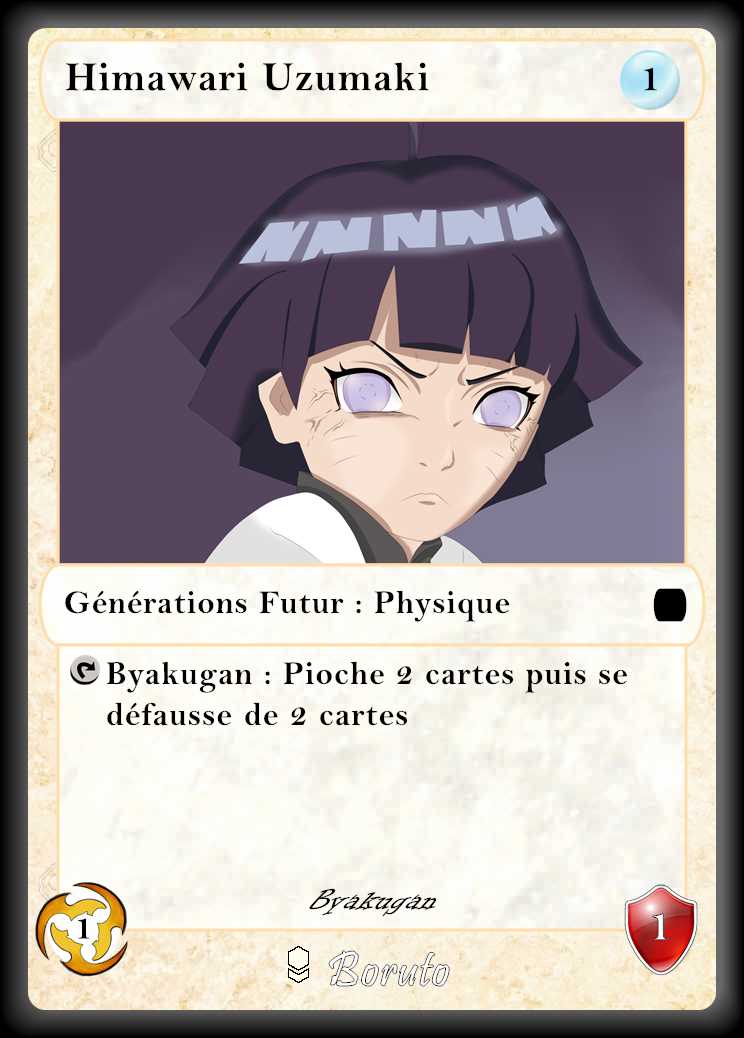 Himawari Uzumaki
1
Générations Futur : Physique
Byakugan : Pioche 2 cartes puis se
défausse de 2 cartes
Byakugan
1
1
Boruto